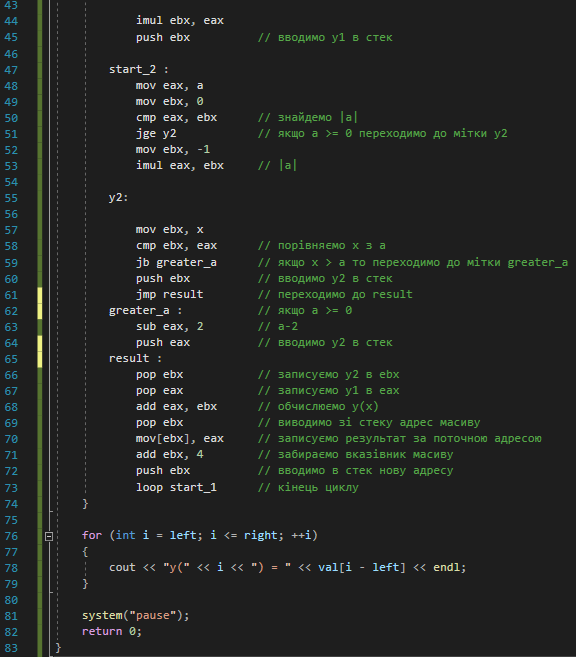 43
44 imul ebx, eax
45 push ebx // вводимо y1 в стек
46
47 start_2 :
48 mov eax, a
49 mov ebx, 0
50 cmp eax, ebx // знайдемо |a|
51 jge y2 // якщо a >= 0 переходимо до мітки y2
52 mov ebx, -1
53 imul eax, ebx // |a|
54
55 y2:
56
57 mov ebx, x
58 cmp ebx, eax // порівняємо x з a
59 jb greater_a // якщо x > a то переходимо до мітки greater_a
60 push ebx // вводимо y2 в стек
61 jmp result // переходимо до result
62 greater_a : // якщо a >= 0
63 sub eax, 2 // a-2
64 push eax // вводимо y2 в стек
65 result :
66 pop ebx // записуємо y2 в ebx
67 pop eax // записуємо y1 в eax
68 add eax, ebx // обчислюємо y(x)
69 pop ebx // виводимо зі стеку адрес масиву
70 mov[ebx], eax // записуємо результат за поточною адресою
71 add ebx, 4 // забираємо вказівник масиву
72 push ebx // вводимо в стек нову адресу
73 loop start_1 // кінець циклу
74 }
75
76 for (int i = left; i <= right; ++i)
77 {
78 cout << "y(" << i << ") = " << val[i - left] << endl;
79 }
80
81 system("pause");
82 return 0;
83 }